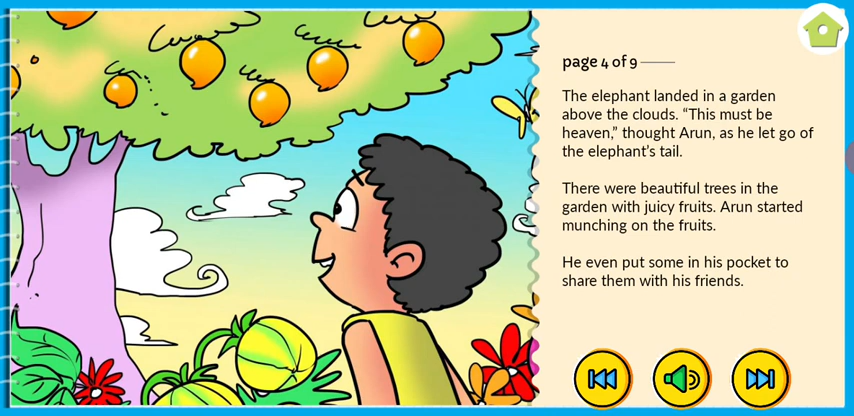 page 4 of 9
The elephant landed in a garden
above the clouds. “This must be
heaven,” thought Arun, as he let go of
the elephant’s tail.
There were beautiful trees in the
garden with juicy fruits. Arun started
munching on the fruits.
He even put some in his pocket to
share them with his friends.